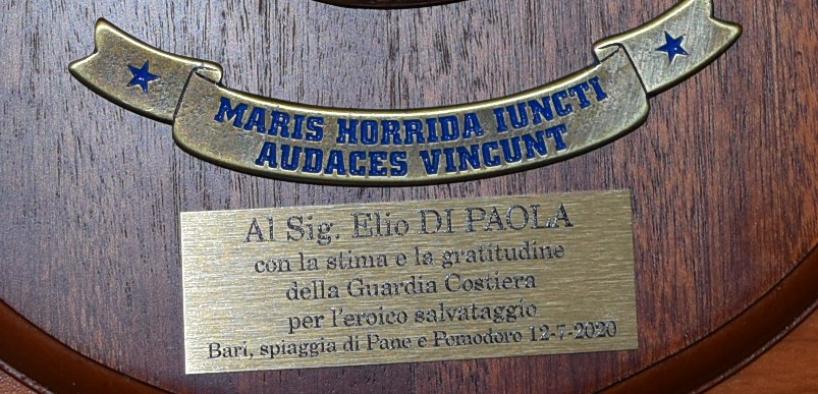 MARIS HORRIDA IUNCTI
AUDACES VINCUNT
Al Sig. Elio DI PAOLA
con la stima e la gratitudine
della Guardia Costiera
per l'eroico salvataggio
Bari, spiaggia di Pane e Pomodoro 12-7-2020